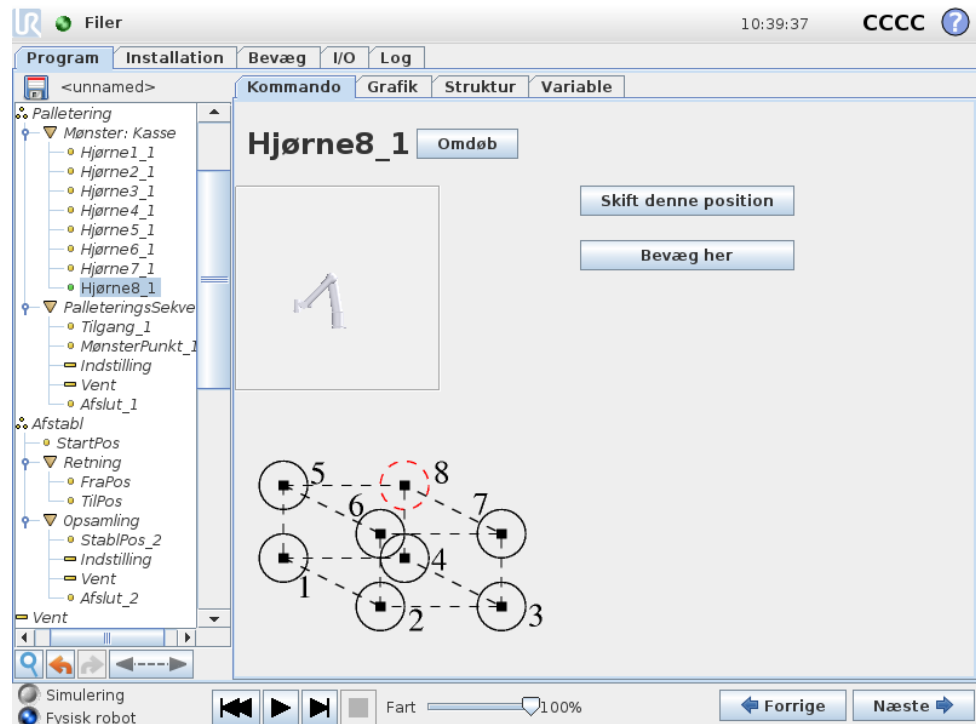 UR Filer 10:39:37 CCCC ?
Program Installation Bevæg I/O Log
<unnamed> Kommando Grafik Struktur Variable
Palletering
Mønster: Kasse
Hjørne1_1
Hjørne2_1
Hjørne3_1
Hjørne4_1
Hjørne5_1
Hjørne6_1
Hjørne7_1
Hjørne8_1
PalleteringsSekve
Tilgang_1
MønsterPunkt_1
Indstilling
Vent
Afslut_1
Afstabl
StartPos
Retning
FraPos
TilPos
Opsamling
StablPos_2
Indstilling
Vent
Afslut_2
Vent
Hjørne8_1 Omdøb
Skift denne position
Bevæg her
5 8
6 7
4
1
2 3
Simulering
Fysisk robot
Fart 100%
Forrige Næste